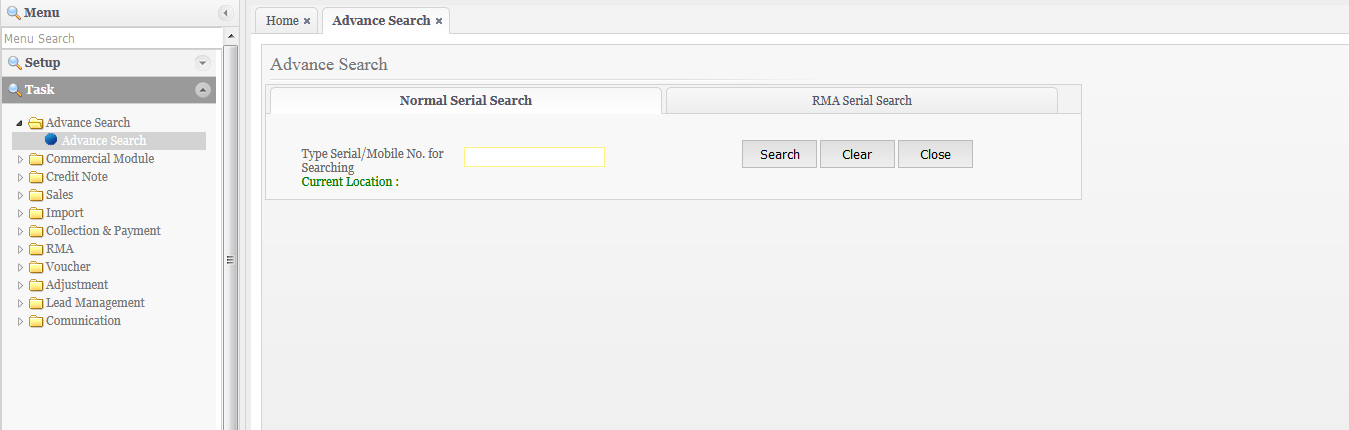 Menu
Menu Search
Setup
Task
Advance Search
Advance Search
Commercial Module
Credit Note
Sales
Import
Collection & Payment
RMA
Voucher
Adjustment
Lead Management
Comunication
Home
Advance Search
Advance Search
Normal Serial Search
RMA Serial Search
Type Serial/Mobile No. for
Searching
Current Location :
Search
Clear
Close